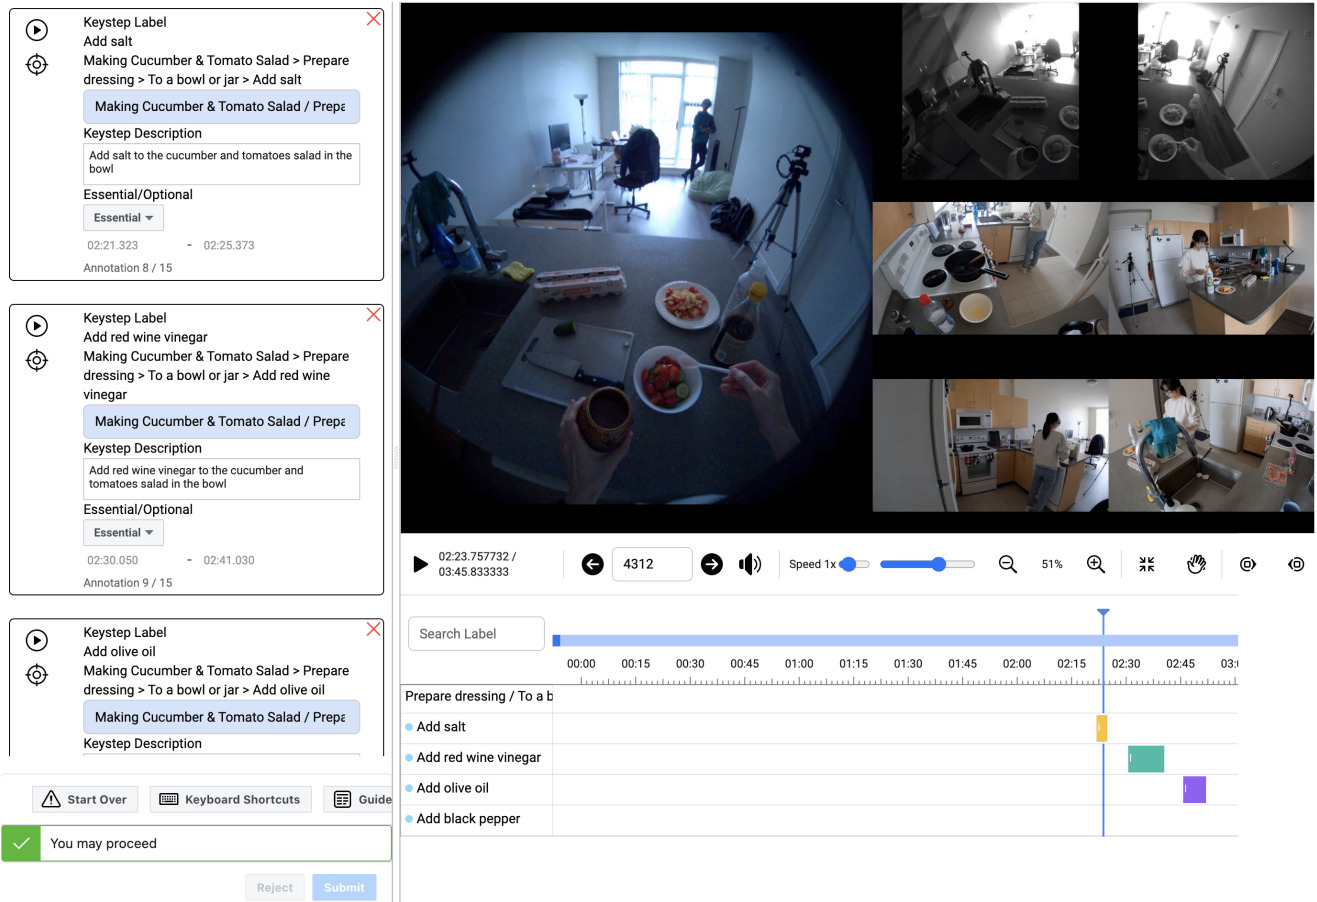 Keystep Label
Add salt
Making Cucumber & Tomato Salad > Prepare
dressing > To a bowl or jar > Add salt
Making Cucumber & Tomato Salad / Prepa
Keystep Description
Add salt to the cucumber and tomatoes salad in the
bowl
Essential/Optional
Essential
02:21.323 - 02:25.373
Annotation 8 / 15
Keystep Label
Add red wine vinegar
Making Cucumber & Tomato Salad > Prepare
dressing > To a bowl or jar > Add red wine
vinegar
Making Cucumber & Tomato Salad / Prepa
Keystep Description
Add red wine vinegar to the cucumber and
tomatoes salad in the bowl
Essential/Optional
Essential
02:30.050 - 02:41.030
Annotation 9 / 15
Keystep Label
Add olive oil
Making Cucumber & Tomato Salad > Prepare
dressing > To a bowl or jar > Add olive oil
Making Cucumber & Tomato Salad / Prepa
Keystep Description
Start Over
Keyboard Shortcuts
Guide
You may proceed
Reject
Submit
02:23.757732 /
03:45.833333
4312
Speed 1x
51%
Search Label
00:00 00:15 00:30 00:45 01:00 01:15 01:30 01:45 02:00 02:15 02:30 02:45 03:0
Prepare dressing / To a b
Add salt
Add red wine vinegar
Add olive oil
Add black pepper